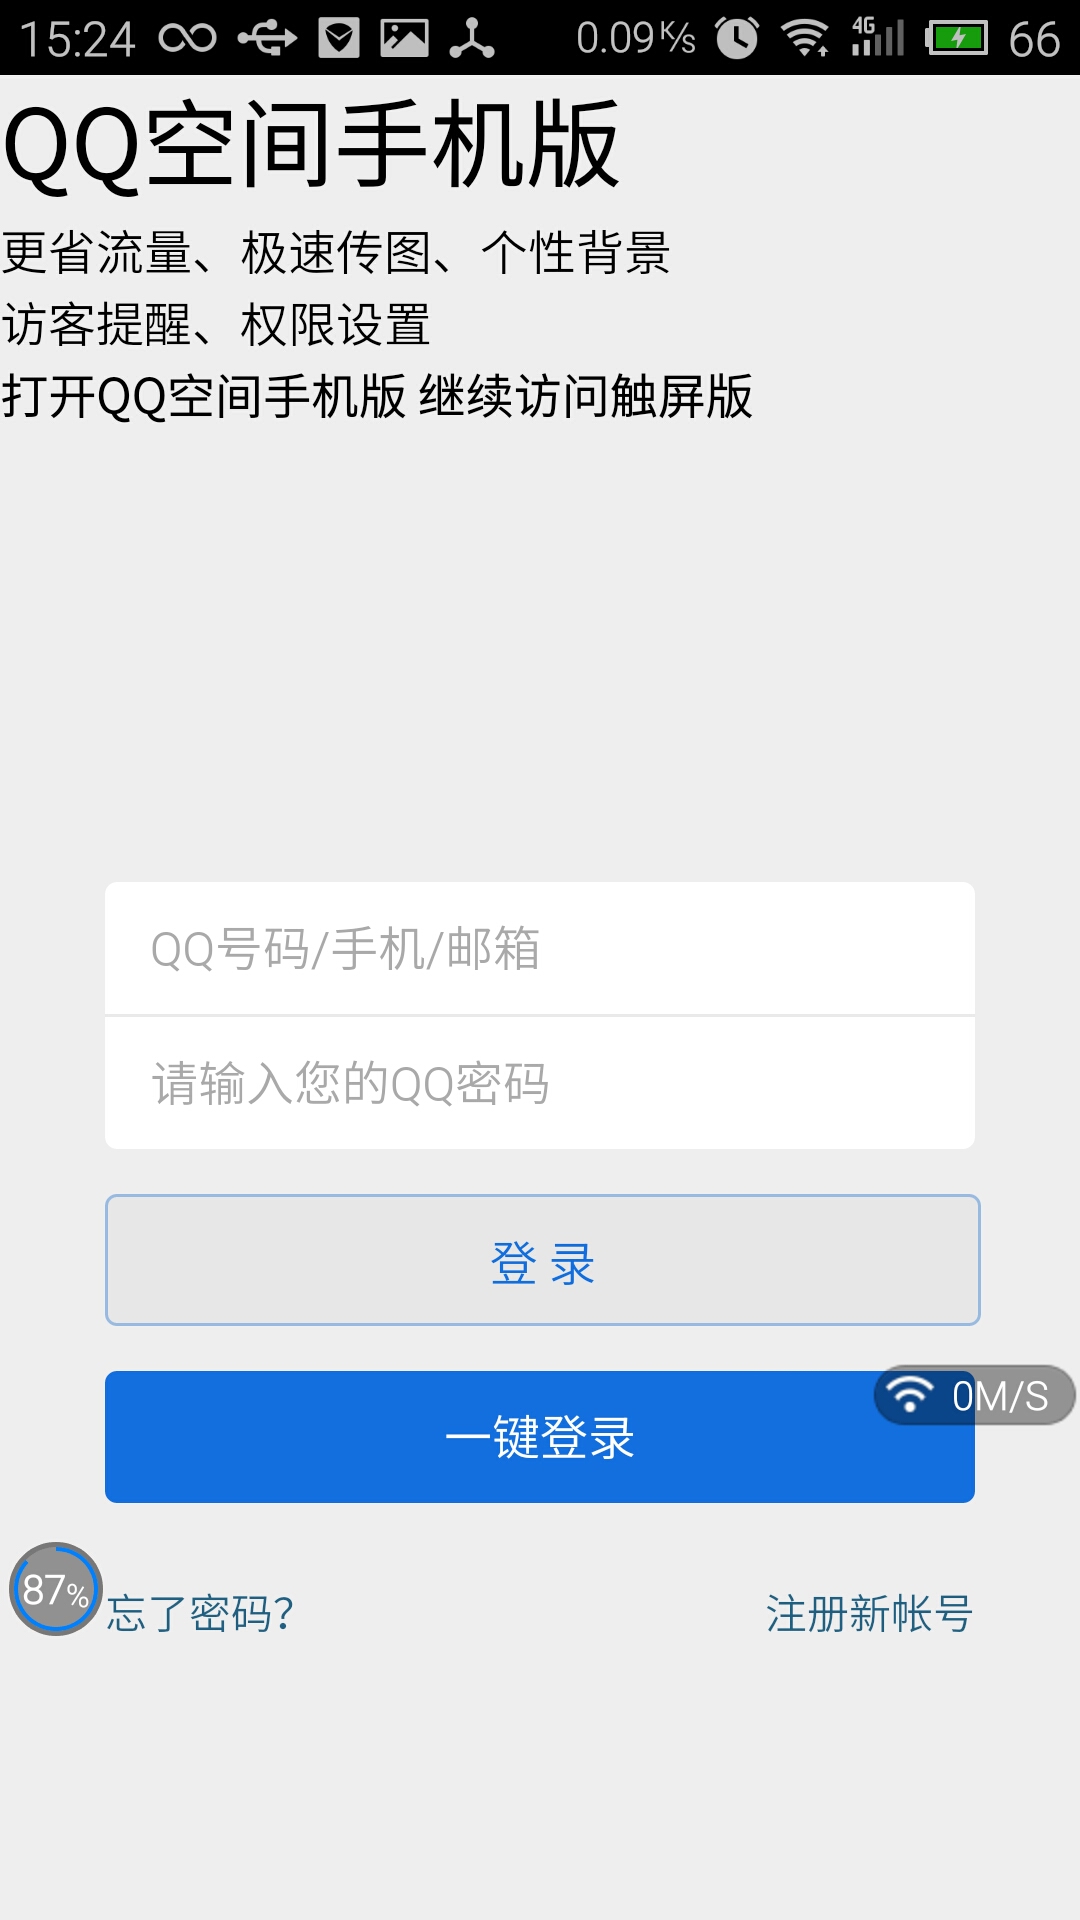 15:24 0.09K/s 4G 66
QQ空间手机版
更省流量、极速传图、个性背景
访客提醒、权限设置
打开QQ空间手机版 继续访问触屏版
QQ号码/手机/邮箱
请输入您的QQ密码
登 录
0M/S
一键登录
87%
忘了密码？ 注册新帐号